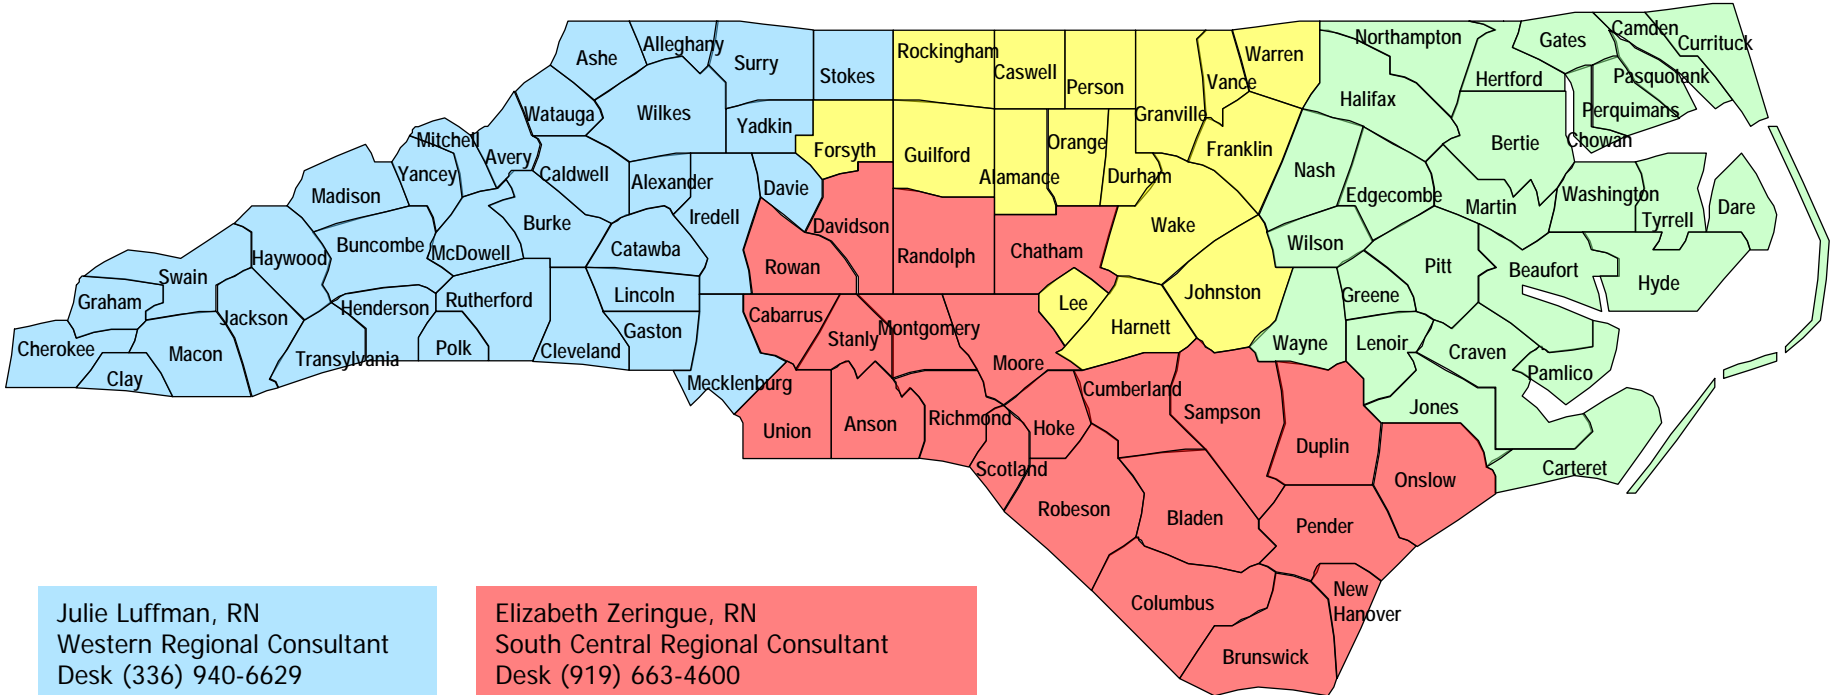 Ashe
Alleghany
Surry
Stokes
Rockingham
Caswell
Person
Granville
Vance
Warren
Northampton
Gates
Camden
Currituck
Hertford
Pasquotank
Perquimans
Chowan
Halifax
Bertie
Watauga
Wilkes
Yadkin
Forsyth
Guilford
Alamance
Orange
Durham
Franklin
Nash
Edgecombe
Martin
Washington
Tyrrell
Dare
Mitchell
Avery
Yancey
Caldwell
Alexander
Davie
Iredell
Madison
Burke
McDowell
Buncombe
Catawba
Rowan
Davidson
Randolph
Chatham
Wake
Wilson
Pitt
Beaufort
Hyde
Haywood
Swain
Graham
Jackson
Henderson
Rutherford
Lincoln
Gaston
Cabarrus
Stanly
Montgomery
Lee
Harnett
Johnston
Greene
Wayne
Lenoir
Craven
Pamlico
Cherokee
Clay
Macon
Transylvania
Polk
Cleveland
Mecklenburg
Moore
Cumberland
Sampson
Jones
Union
Anson
Richmond
Hoke
Scotland
Duplin
Onslow
Carteret
Robeson
Bladen
Pender
Columbus
New
Hanover
Brunswick
Julie Luffman, RN
Western Regional Consultant
Desk (336) 940-6629
Elizabeth Zeringue, RN
South Central Regional Consultant
Desk (919) 663-4600